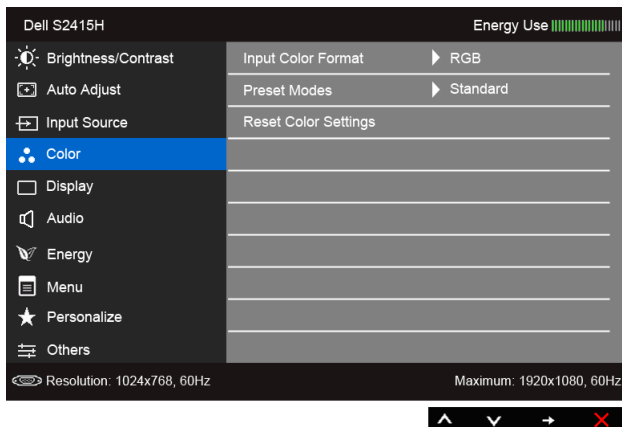 Dell S2415H Energy Use
Brightness/Contrast Input Color Format RGB
Auto Adjust Preset Modes Standard
Input Source Reset Color Settings
Color
Display
Audio
Energy
Menu
Personalize
Others
Resolution: 1024x768, 60Hz Maximum: 1920x1080, 60Hz